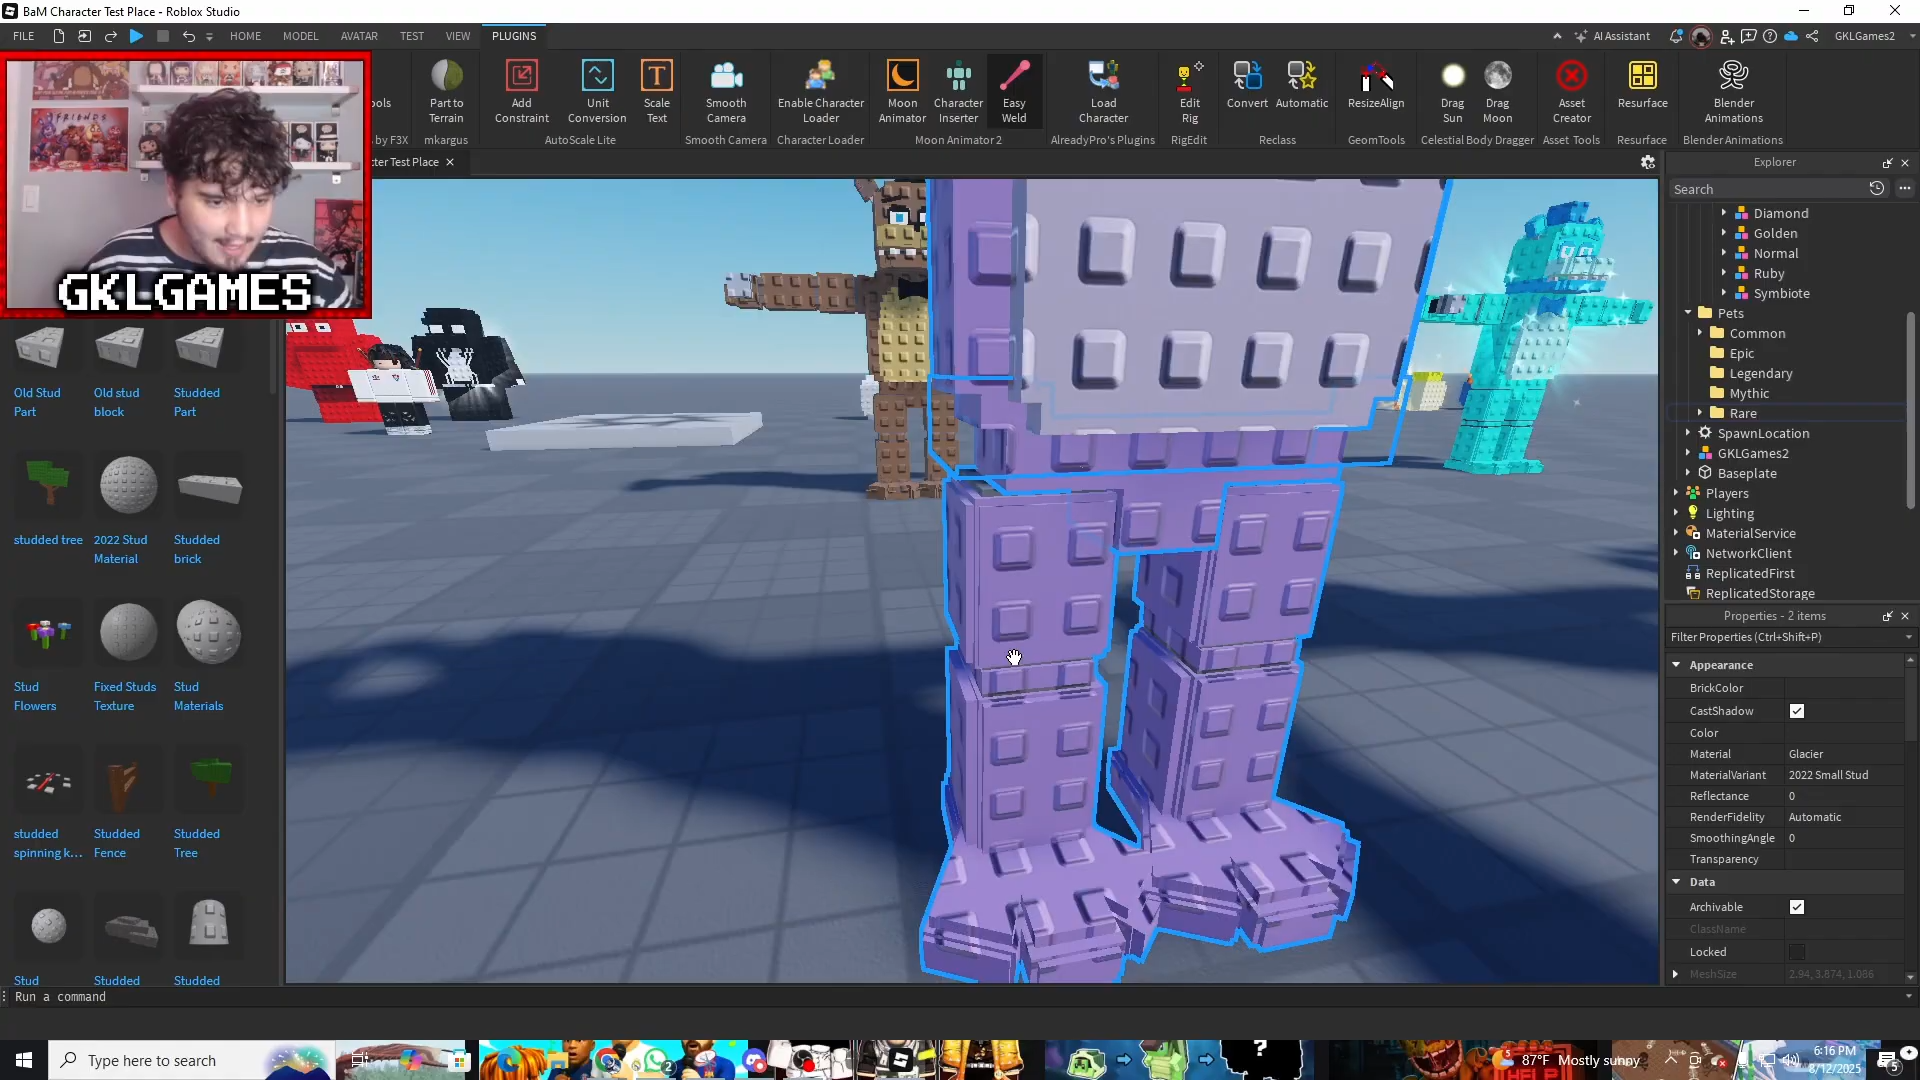 BaM Character Test Place - Roblox Studio
FILE
HOME
MODEL
AVATAR
TEST
VIEW
PLUGINS
AI Assistant
GKLGames2
ools
Part to
Terrain
Add
Constraint
Unit
Conversion
Scale
Text
Smooth
Camera
Enable Character
Loader
Moon
Animator
Character
Inserter
Easy
Weld
Load
Character
Edit
Rig
Convert
Automatic
ResizeAlign
Drag
Sun
Drag
Moon
Asset
Creator
Resurface
Blender
Animations
s by F3X
mkargus
AutoScale Lite
Smooth Camera
Character Loader
Moon Animator 2
AlreadyPro's Plugins
RigEdit
Reclass
GeomTools
Celestial Body Dragger
Asset Tools
Resurface
Blender Animations
cter Test Place
FRIENDS
GKLGAMES
Old Stud
Part
Old stud
block
Studded
Part
studded tree
2022 Stud
Material
Studded
brick
Stud
Flowers
Fixed Studs
Texture
Stud
Materials
studded
spinning k...
Studded
Fence
Studded
Tree
Stud
Studded
Studded
Explorer
Search
Diamond
Golden
Normal
Ruby
Symbiote
Pets
Common
Epic
Legendary
Mythic
Rare
SpawnLocation
GKLGames2
Baseplate
Players
Lighting
MaterialService
NetworkClient
ReplicatedFirst
ReplicatedStorage
Properties - 2 items
Filter Properties (Ctrl+Shift+P)
Appearance
BrickColor
CastShadow
Color
Material Glacier
MaterialVariant 2022 Small Stud
Reflectance 0
RenderFidelity Automatic
SmoothingAngle 0
Transparency
Data
Archivable
ClassName
Locked
MeshSize 2.94, 3.874, 1.086
Run a command
Type here to search
2
?
HELP
87°F Mostly sunny
6:16 PM
8/12/2025
5